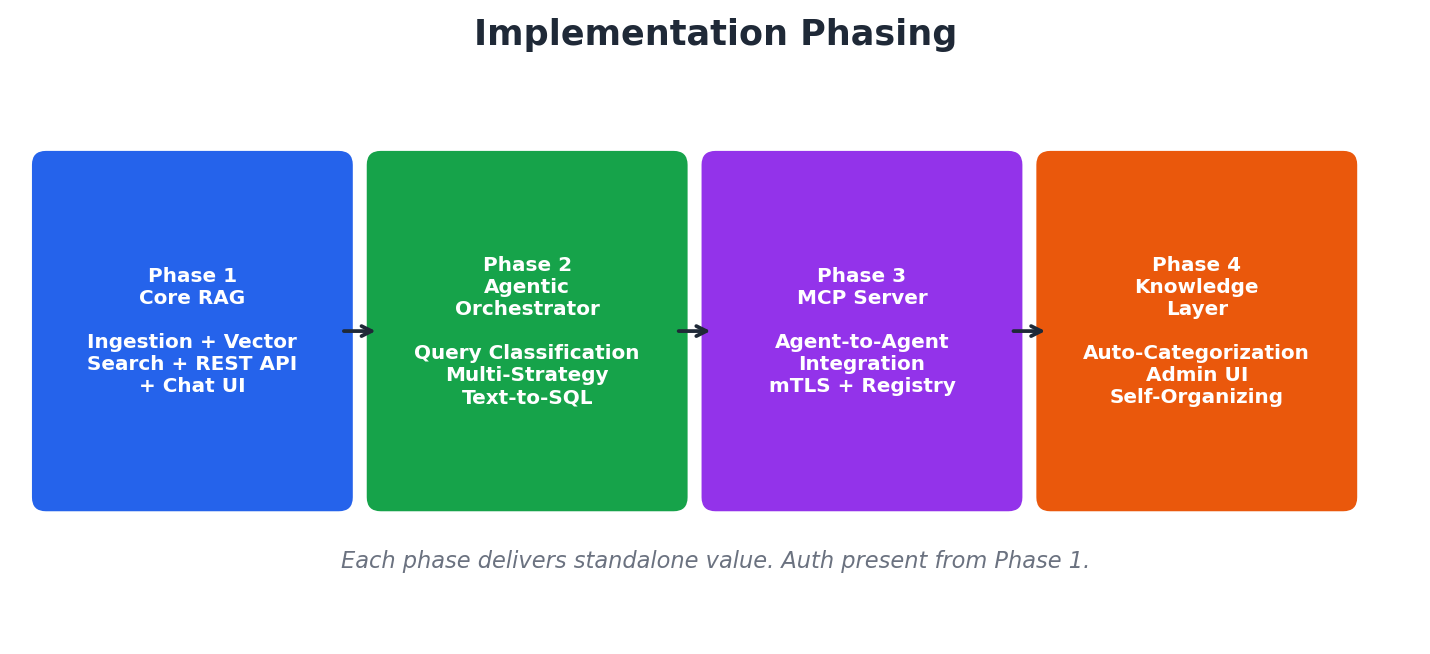 Implementation Phasing
Phase 1
Core RAG
Ingestion + Vector
Search + REST API
+ Chat UI
Phase 2
Agentic
Orchestrator
Query Classification
Multi-Strategy
Text-to-SQL
Phase 3
MCP Server
Agent-to-Agent
Integration
mTLS + Registry
Phase 4
Knowledge
Layer
Auto-Categorization
Admin UI
Self-Organizing
Each phase delivers standalone value. Auth present from Phase 1.